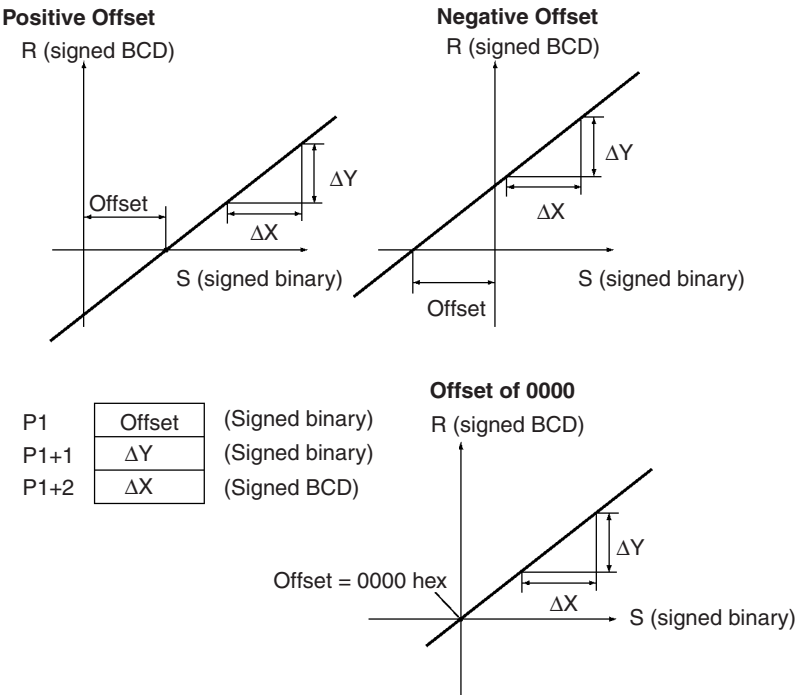 Positive Offset
R (signed BCD)
Offset
ΔY
ΔX
S (signed binary)
Negative Offset
R (signed BCD)
ΔY
ΔX
S (signed binary)
Offset
P1 Offset (Signed binary)
P1+1 ΔY (Signed binary)
P1+2 ΔX (Signed BCD)
Offset of 0000
R (signed BCD)
ΔY
Offset = 0000 hex
ΔX
S (signed binary)